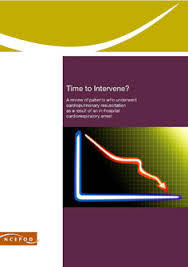 Time to Intervene?
A review of patients who underwent
cardiopulmonary resuscitation
as a result of an in-hospital
cardiorespiratory arrest
NCEPOD